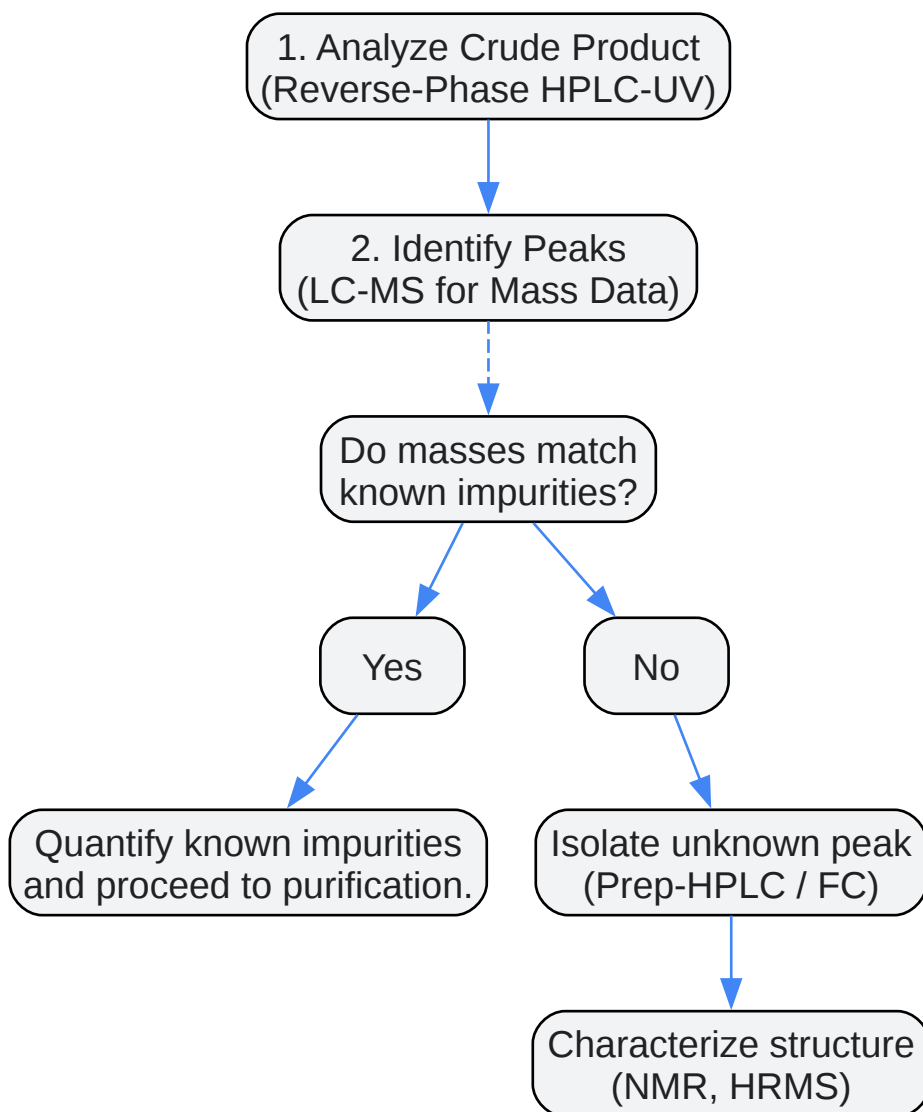 1. Analyze Crude Product
(Reverse-Phase HPLC-UV)
2. Identify Peaks
(LC-MS for Mass Data)
Do masses match
known impurities?
Yes
No
Quantify known impurities
and proceed to purification.
Isolate unknown peak
(Prep-HPLC / FC)
Characterize structure
(NMR, HRMS)